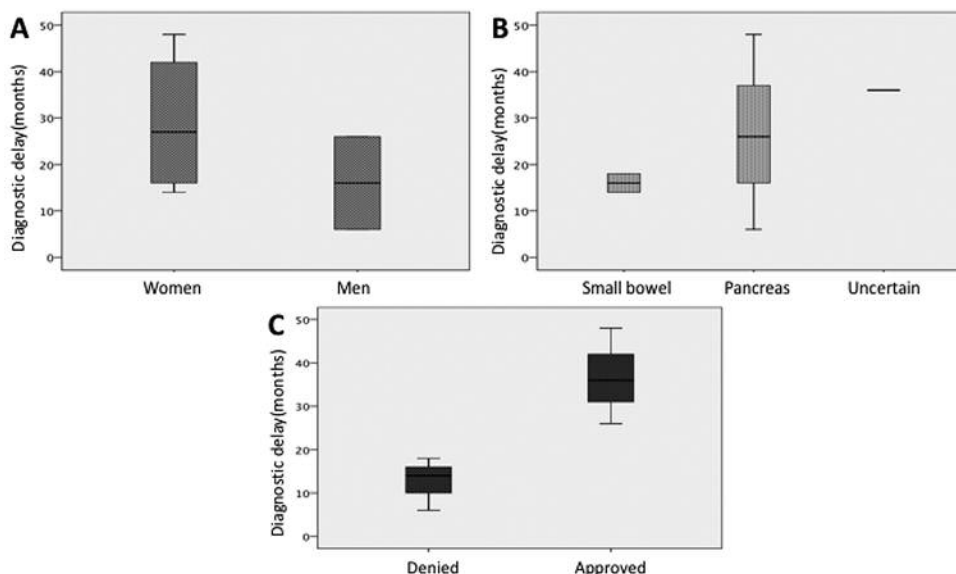 A
Diagnostic delay(months)
50
40
30
20
10
0
Women Men
B
Diagnostic delay(months)
50
40
30
20
10
0
Small bowel Pancreas Uncertain
C
Diagnostic delay(months)
50
40
30
20
10
0
Denied Approved